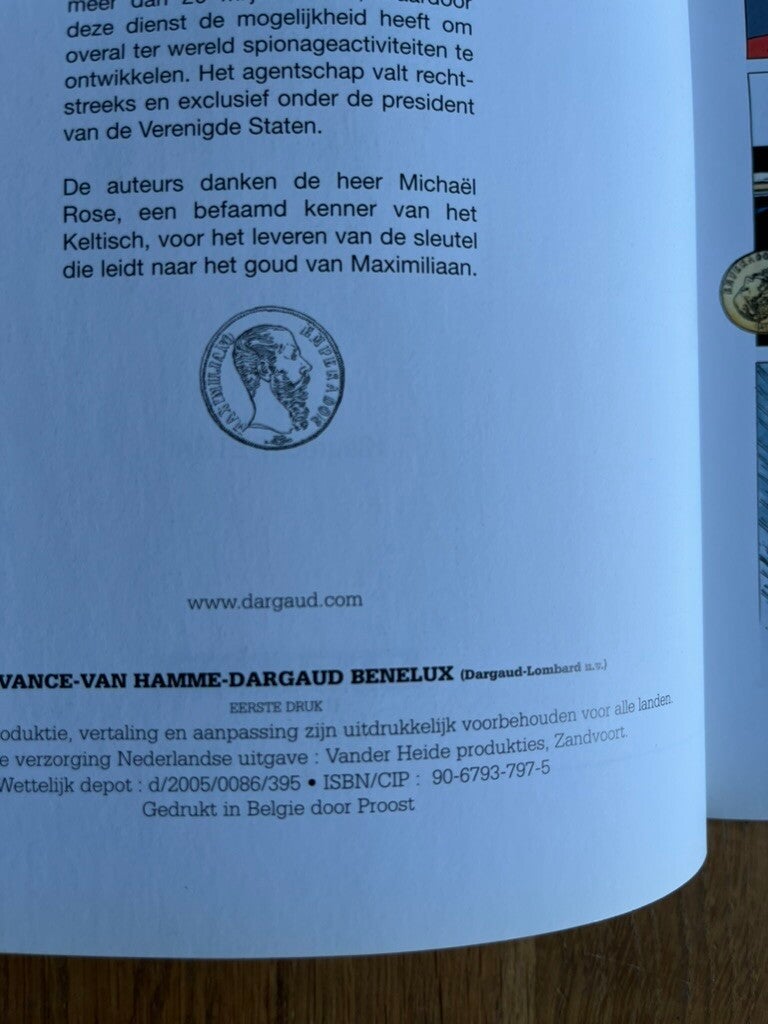 meer dan
deze dienst de mogelijkheid heeft om
overal ter wereld spionageactiviteiten te
ontwikkelen. Het agentschap valt recht-
streeks en exclusief onder de president
van de Verenigde Staten.
De auteurs danken de heer Michaël
Rose, een befaamd kenner van het
Keltisch, voor het leveren van de sleutel
die leidt naar het goud van Maximiliaan.
MAXIMILIANO EMPERADOR
www.dargaud.com
VANCE-VAN HAMME-DARGAUD BENELUX (Dargaud-Lombard n.v.)
EERSTE DRUK
oduktie, vertaling en aanpassing zijn uitdrukkelijk voorbehouden voor alle landen.
e verzorging Nederlandse uitgave : Vander Heide produkties, Zandvoort.
Wettelijk depot : d/2005/0086/395 • ISBN/CIP : 90-6793-797-5
Gedrukt in Belgie door Proost